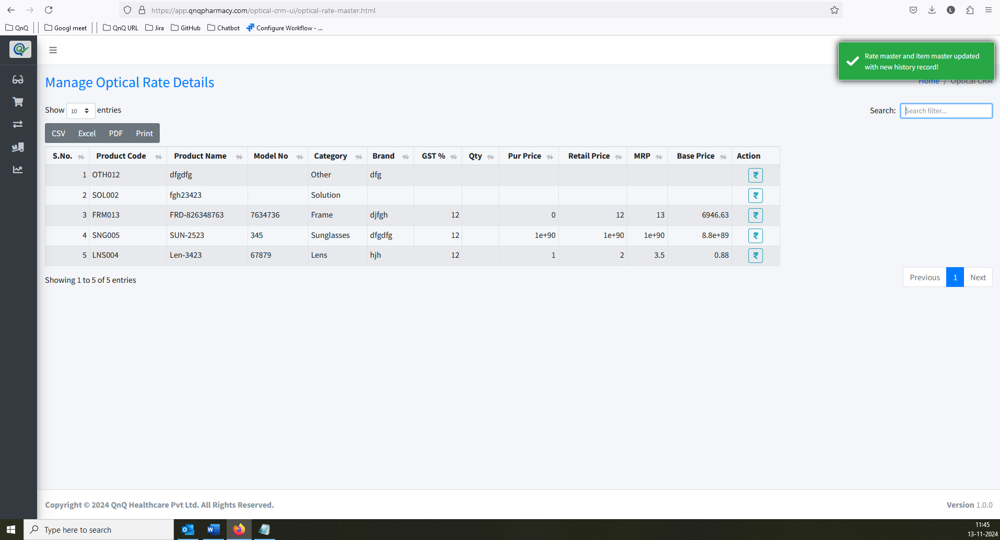 https://app.qnqpharmacy.com/optical-crm-ui/optical-rate-master.html
L
QnQ Googl meet QnQ URL Jira GitHub Chatbot Configure Workflow - ...
Rate master and item master updated
with new history record!
Manage Optical Rate Details
Home / Optical CRM
Show 10 entries
Search: Search filter...
CSV Excel PDF Print
S.No. Product Code Product Name Model No Category Brand GST % Qty Pur Price Retail Price MRP Base Price Action
1 OTH012 dfgdfg Other dfg ₹
2 SOL002 fgh23423 Solution ₹
3 FRM013 FRD-826348763 7634736 Frame djfgh 12 0 12 13 6946.63 ₹
4 SNG005 SUN-2523 345 Sunglasses dfgdfg 12 1e+90 1e+90 1e+90 8.8e+89 ₹
5 LNS004 Len-3423 67879 Lens hjh 12 1 2 3.5 0.88 ₹
Showing 1 to 5 of 5 entries
Previous 1 Next
Copyright © 2024 QnQ Healthcare Pvt Ltd. All Rights Reserved.
Version 1.0.0
Type here to search
11:45
13-11-2024